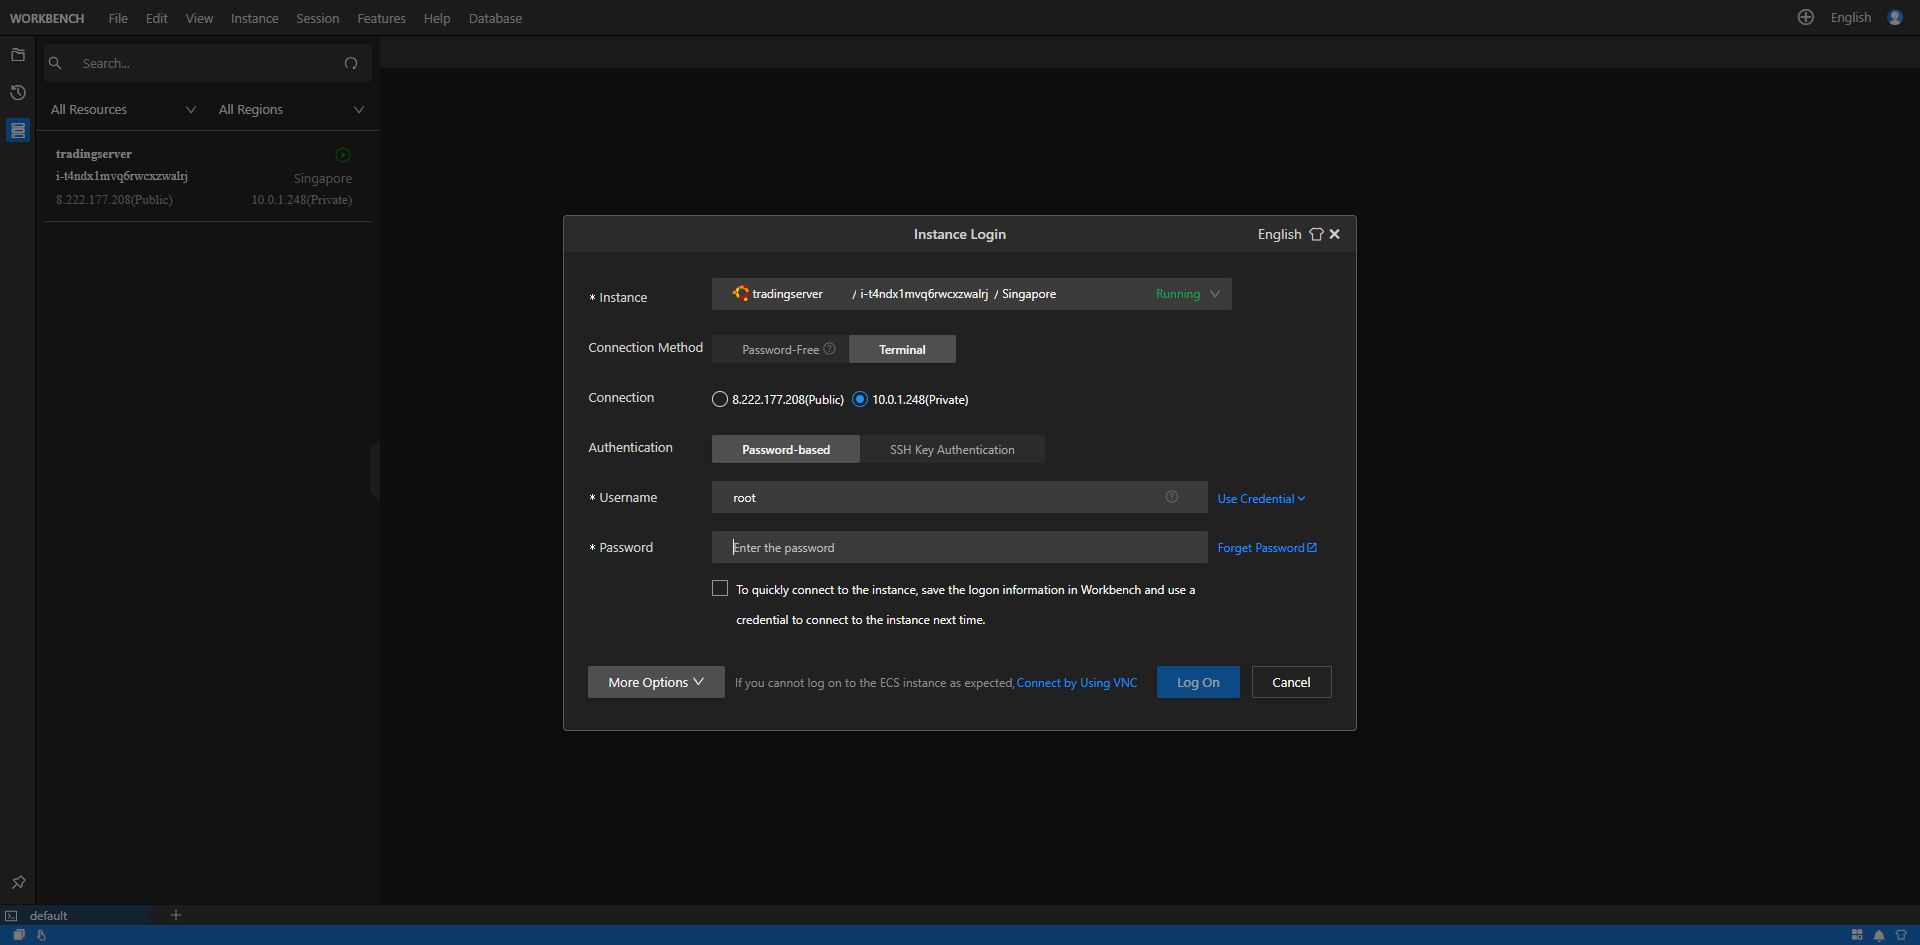 WORKBENCH File Edit View Instance Session Features Help Database English
Search...
All Resources All Regions
tradingserver
i-t4ndx1mvq6rwcxzwalrj Singapore
8.222.177.208(Public) 10.0.1.248(Private)
Instance Login English
* Instance tradingserver / i-t4ndx1mvq6rwcxzwalrj / Singapore Running
Connection Method Password-Free Terminal
Connection 8.222.177.208(Public) 10.0.1.248(Private)
Authentication Password-based SSH Key Authentication
* Username root Use Credential
* Password Enter the password Forget Password
To quickly connect to the instance, save the logon information in Workbench and use a
credential to connect to the instance next time.
More Options If you cannot log on to the ECS instance as expected, Connect by Using VNC Log On Cancel
default